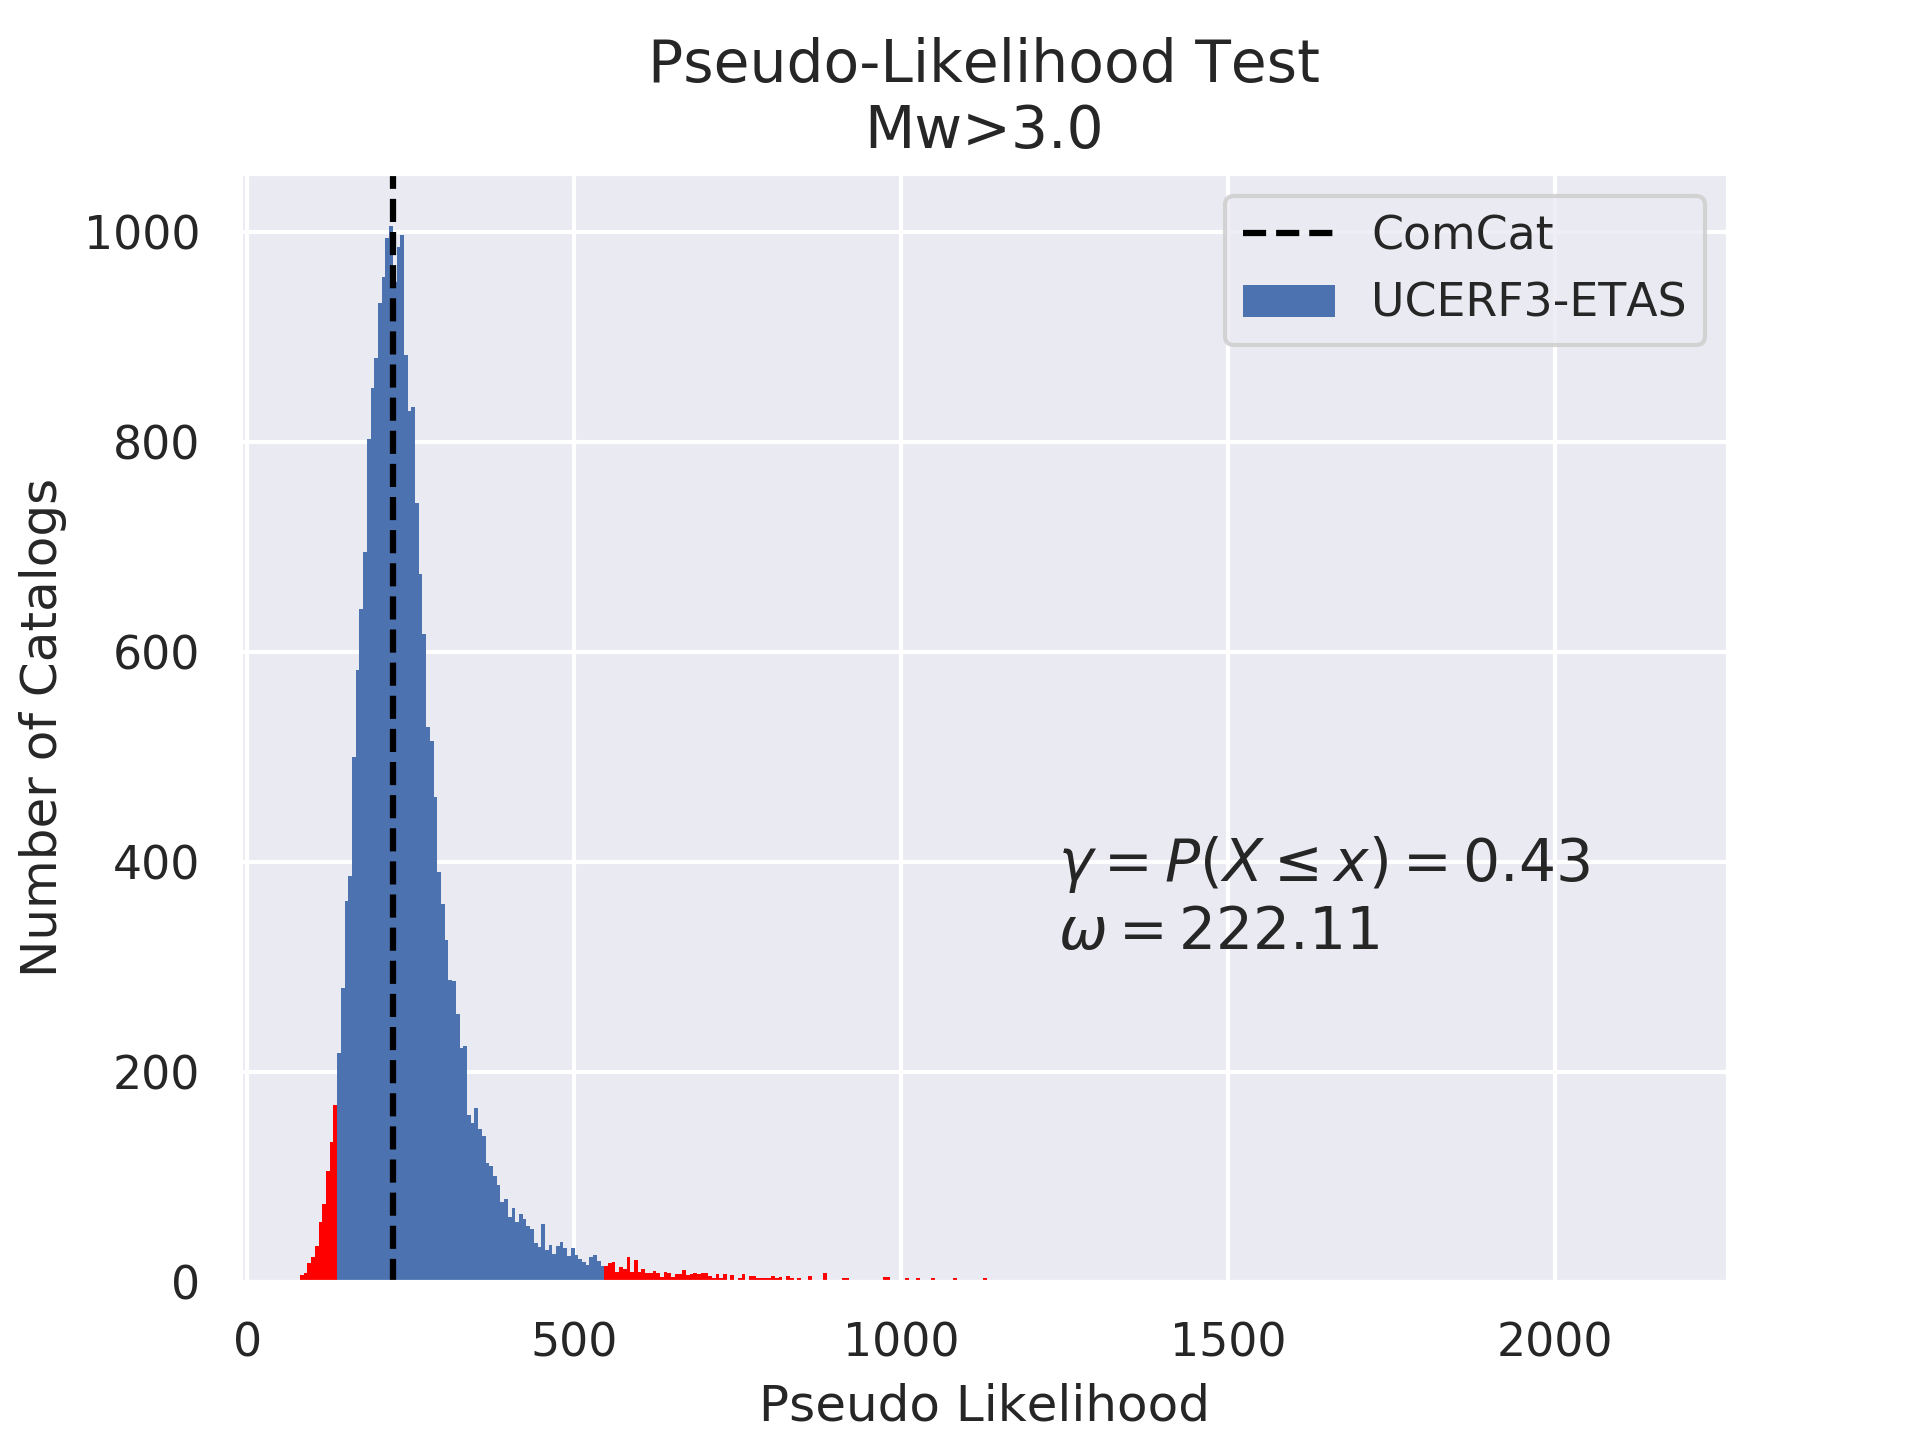 Pseudo-Likelihood Test
Mw>3.0
1000
800
600
400
200
0
Number of Catalogs
ComCat
UCERF3-ETAS
γ = P(X ≤ x) = 0.43
ω = 222.11
0 500 1000 1500 2000
Pseudo Likelihood